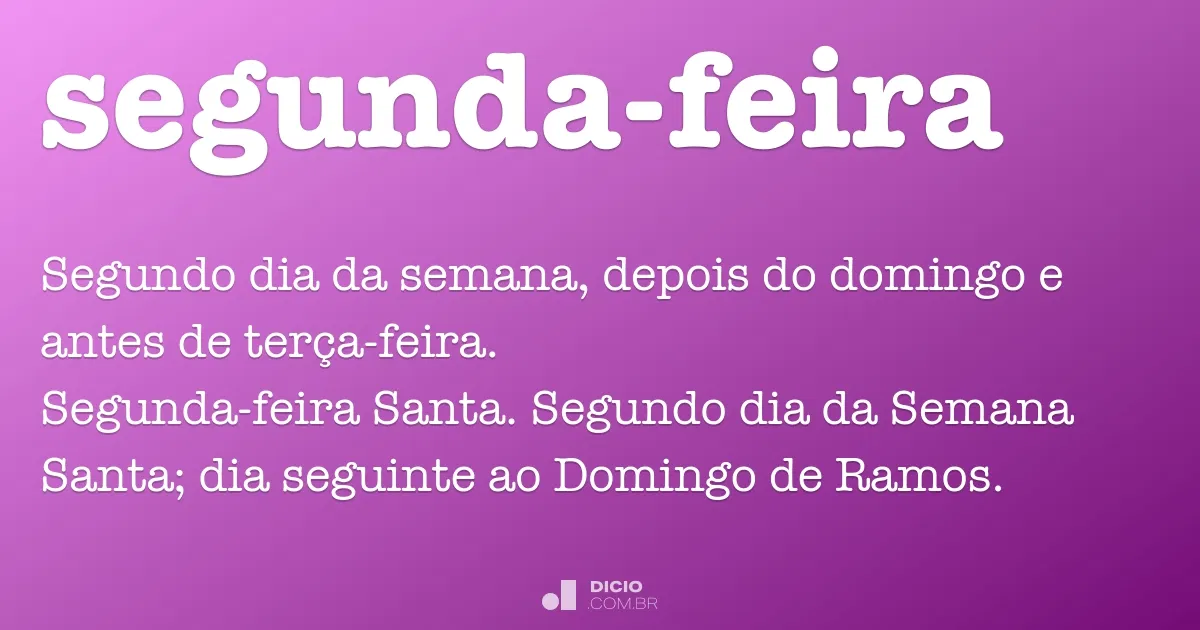 segunda-feira
Segundo dia da semana, depois do domingo e
antes de terça-feira.
Segunda-feira Santa. Segundo dia da Semana
Santa; dia seguinte ao Domingo de Ramos.
DICIO
.COM.BR